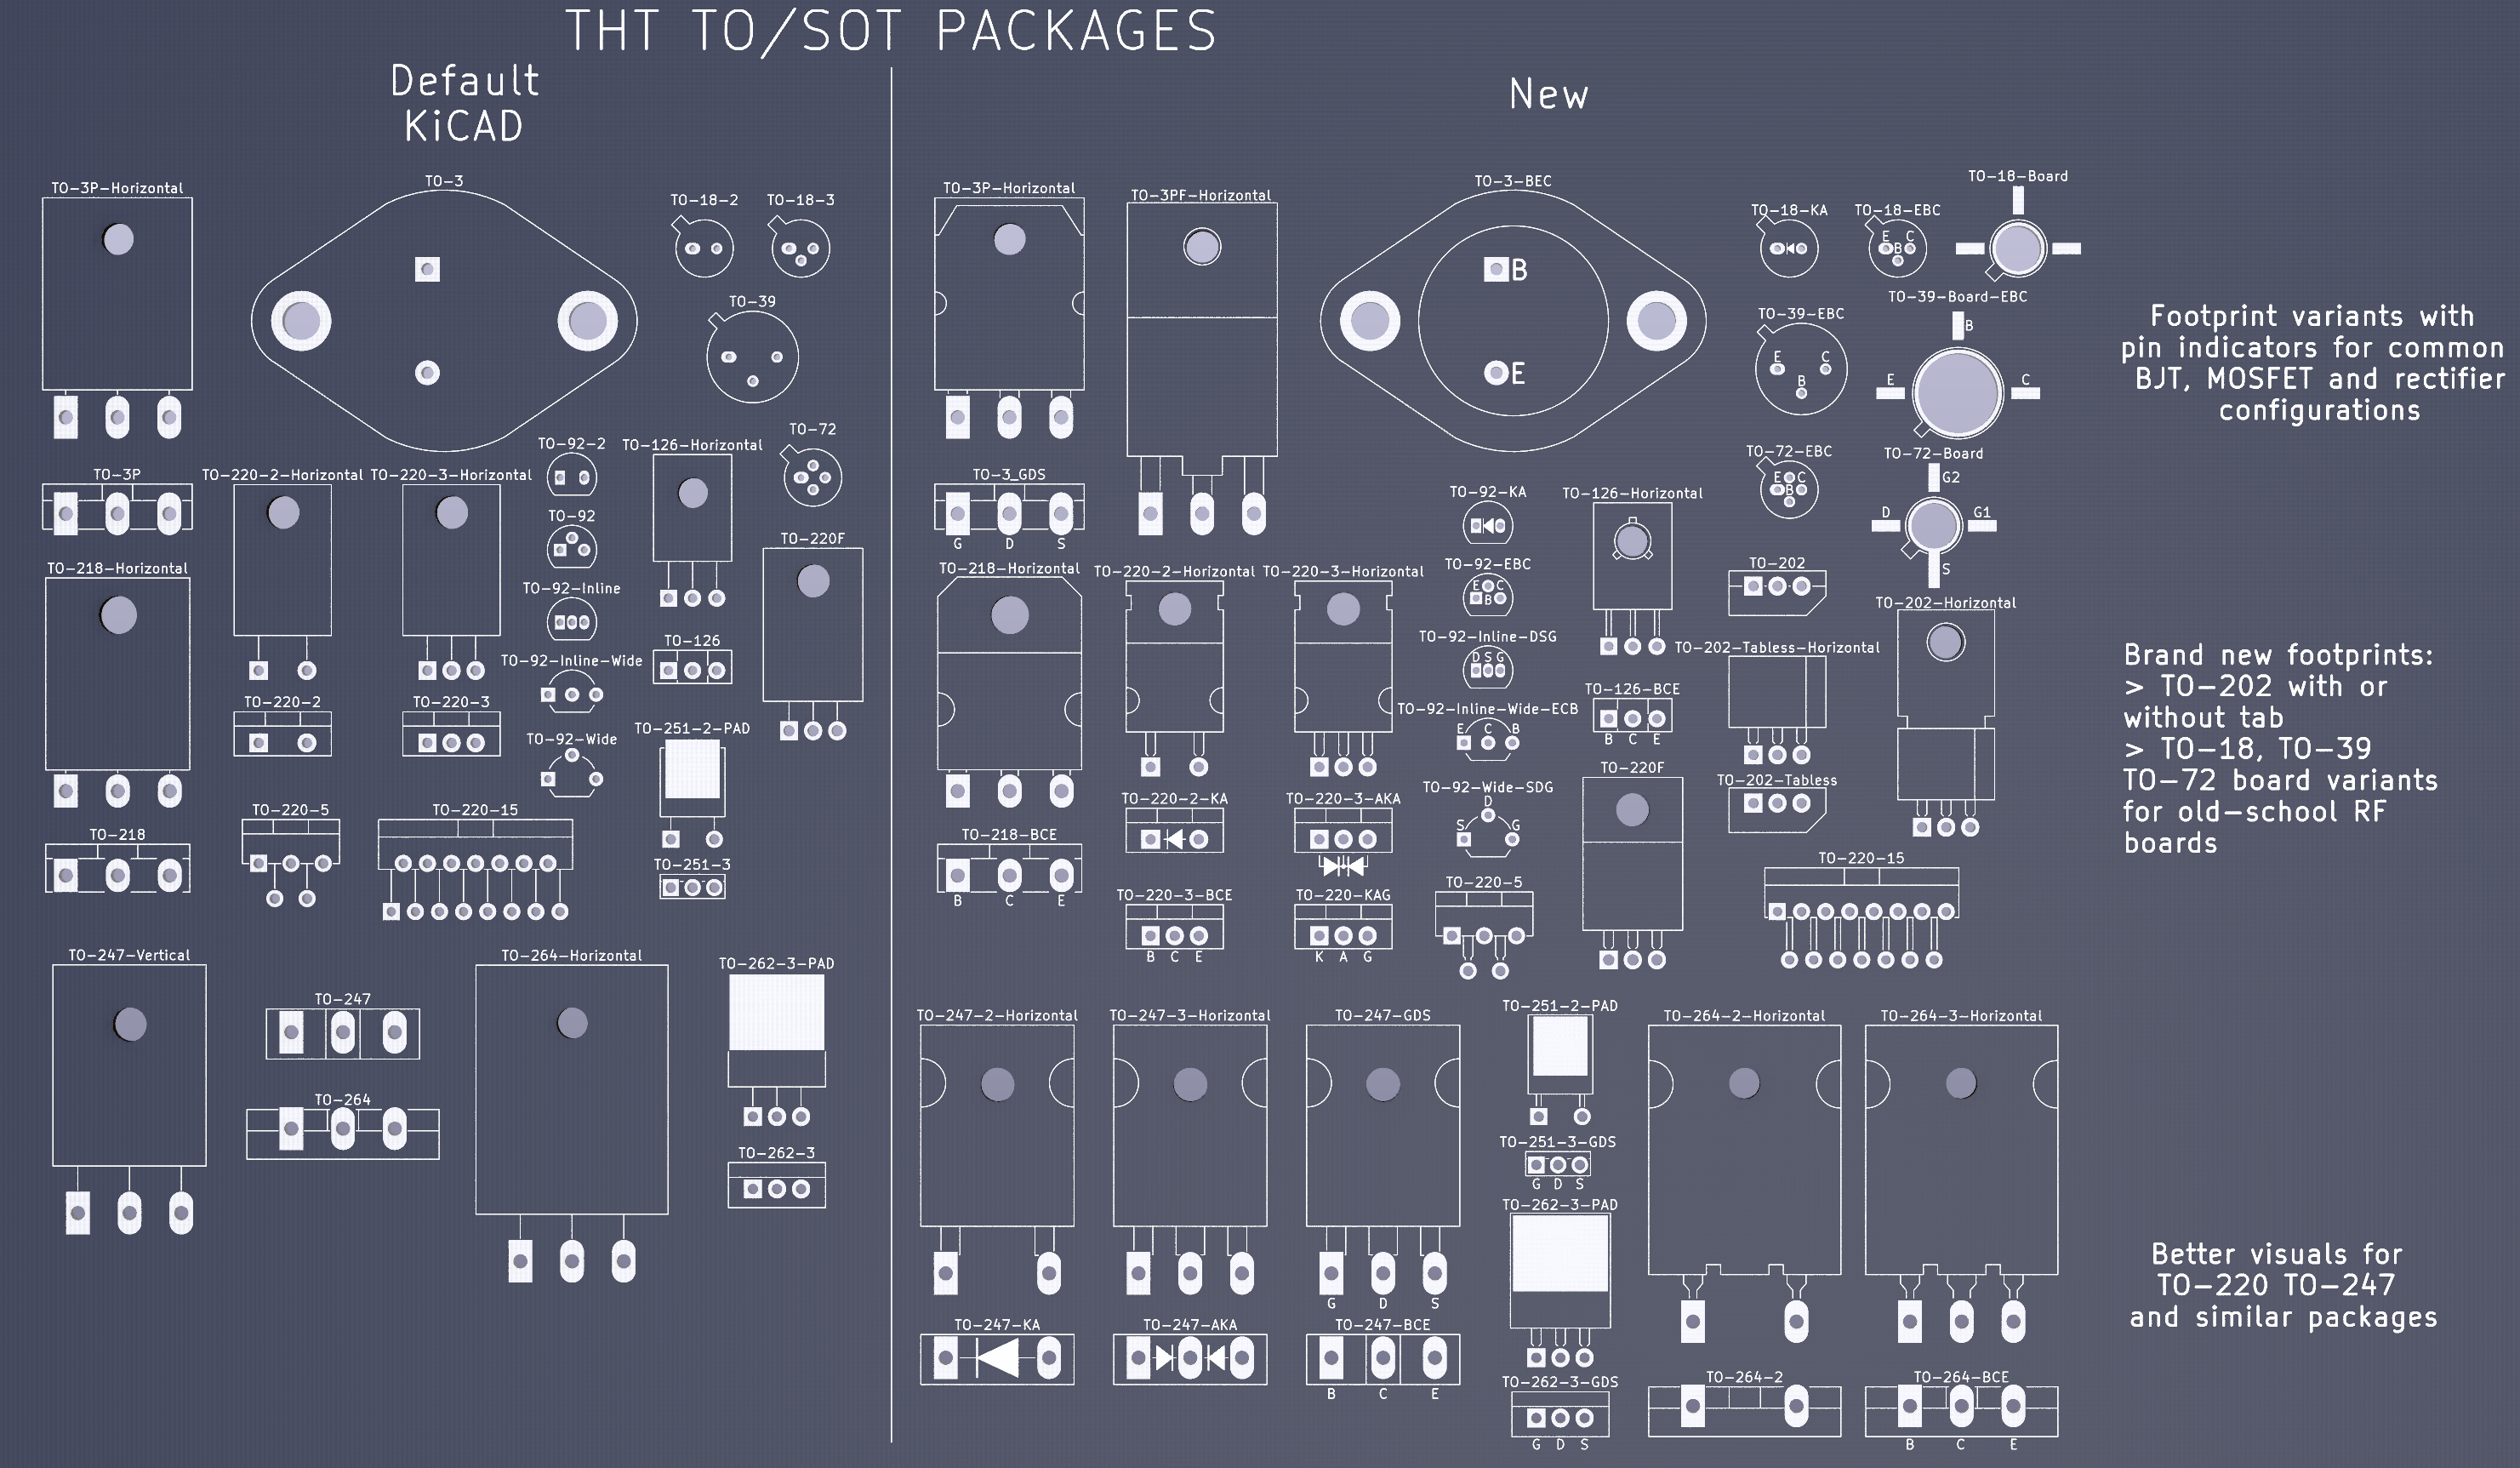 THT TO/SOT PACKAGES
Default
KiCAD
TO-3P-Horizontal
TO-3
TO-18-2
TO-18-3
TO-39
TO-72
TO-92-2
TO-126-Horizontal
TO-3P
TO-220-2-Horizontal
TO-220-3-Horizontal
TO-92
TO-220F
TO-218-Horizontal
TO-92-Inline
TO-126
TO-92-Inline-Wide
TO-220-2
TO-220-3
TO-251-2-PAD
TO-92-Wide
TO-220-5
TO-220-15
TO-218
TO-251-3
TO-247-Vertical
TO-264-Horizontal
TO-262-3-PAD
TO-247
TO-264
TO-262-3
New
TO-3P-Horizontal
TO-3PF-Horizontal
TO-3-BEC
B
E
TO-18-KA
TO-18-EBC
E C
B
TO-18-Board
TO-39-EBC
E C
B
TO-39-Board-EBC
B
E C
TO-72-EBC
E C
B
TO-72-Board
G2
D G1
S
TO-3_GDS
G D S
TO-92-KA
TO-126-Horizontal
TO-218-Horizontal
TO-220-2-Horizontal
TO-220-3-Horizontal
TO-92-EBC
E C
B
TO-202
TO-202-Horizontal
TO-92-Inline-DSG
D S G
TO-202-Tabless-Horizontal
TO-126-BCE
B C E
TO-92-Inline-Wide-ECB
E C B
TO-220F
TO-202-Tabless
TO-92-Wide-SDG
D
S G
TO-220-2-KA
TO-220-3-AKA
TO-218-BCE
B C E
TO-220-15
TO-220-5
TO-220-3-BCE
B C E
TO-220-KAG
K A G
TO-247-2-Horizontal
TO-247-3-Horizontal
TO-247-GDS
G D S
TO-251-2-PAD
TO-264-2-Horizontal
TO-264-3-Horizontal
TO-251-3-GDS
G D S
TO-262-3-PAD
TO-247-KA
TO-247-AKA
TO-247-BCE
B C E
TO-262-3-GDS
G D S
TO-264-2
TO-264-BCE
B C E
Footprint variants with
pin indicators for common
BJT, MOSFET and rectifier
configurations
Brand new footprints:
> TO-202 with or
without tab
> TO-18, TO-39
TO-72 board variants
for old-school RF
boards
Better visuals for
TO-220 TO-247
and similar packages